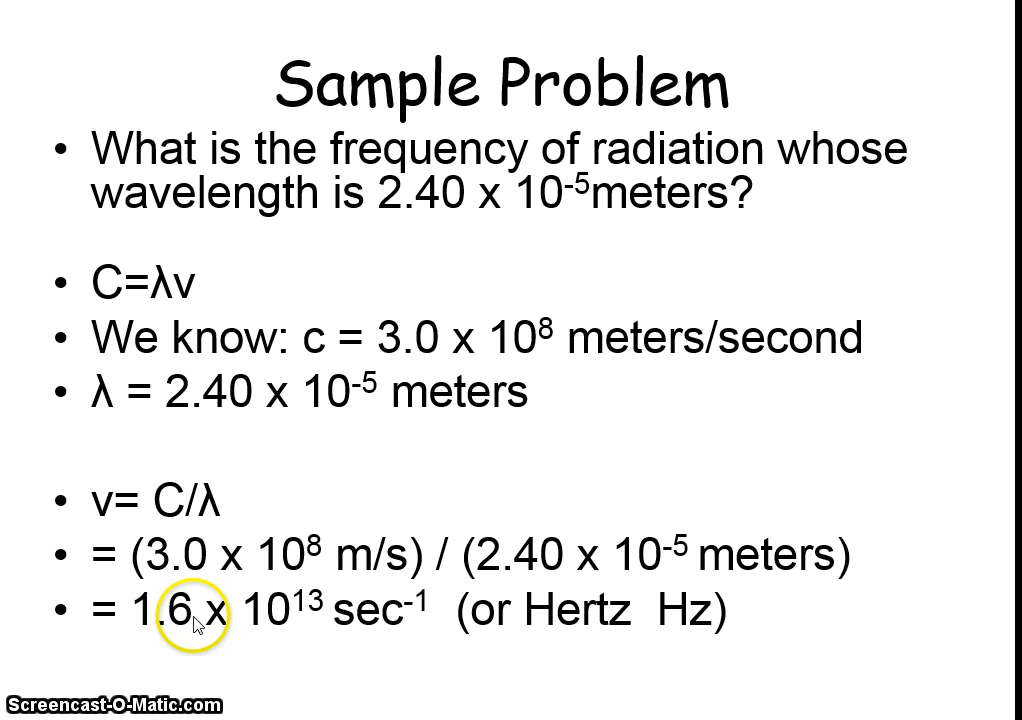 Sample Problem
• What is the frequency of radiation whose
wavelength is 2.40 x 10⁻⁵meters?
• C=λv
• We know: c = 3.0 x 10⁸ meters/second
• λ = 2.40 x 10⁻⁵ meters
• v= C/λ
• = (3.0 x 10⁸ m/s) / (2.40 x 10⁻⁵ meters)
• = 1.6 x 10¹³ sec⁻¹ (or Hertz Hz)
Screencast-O-Matic.com